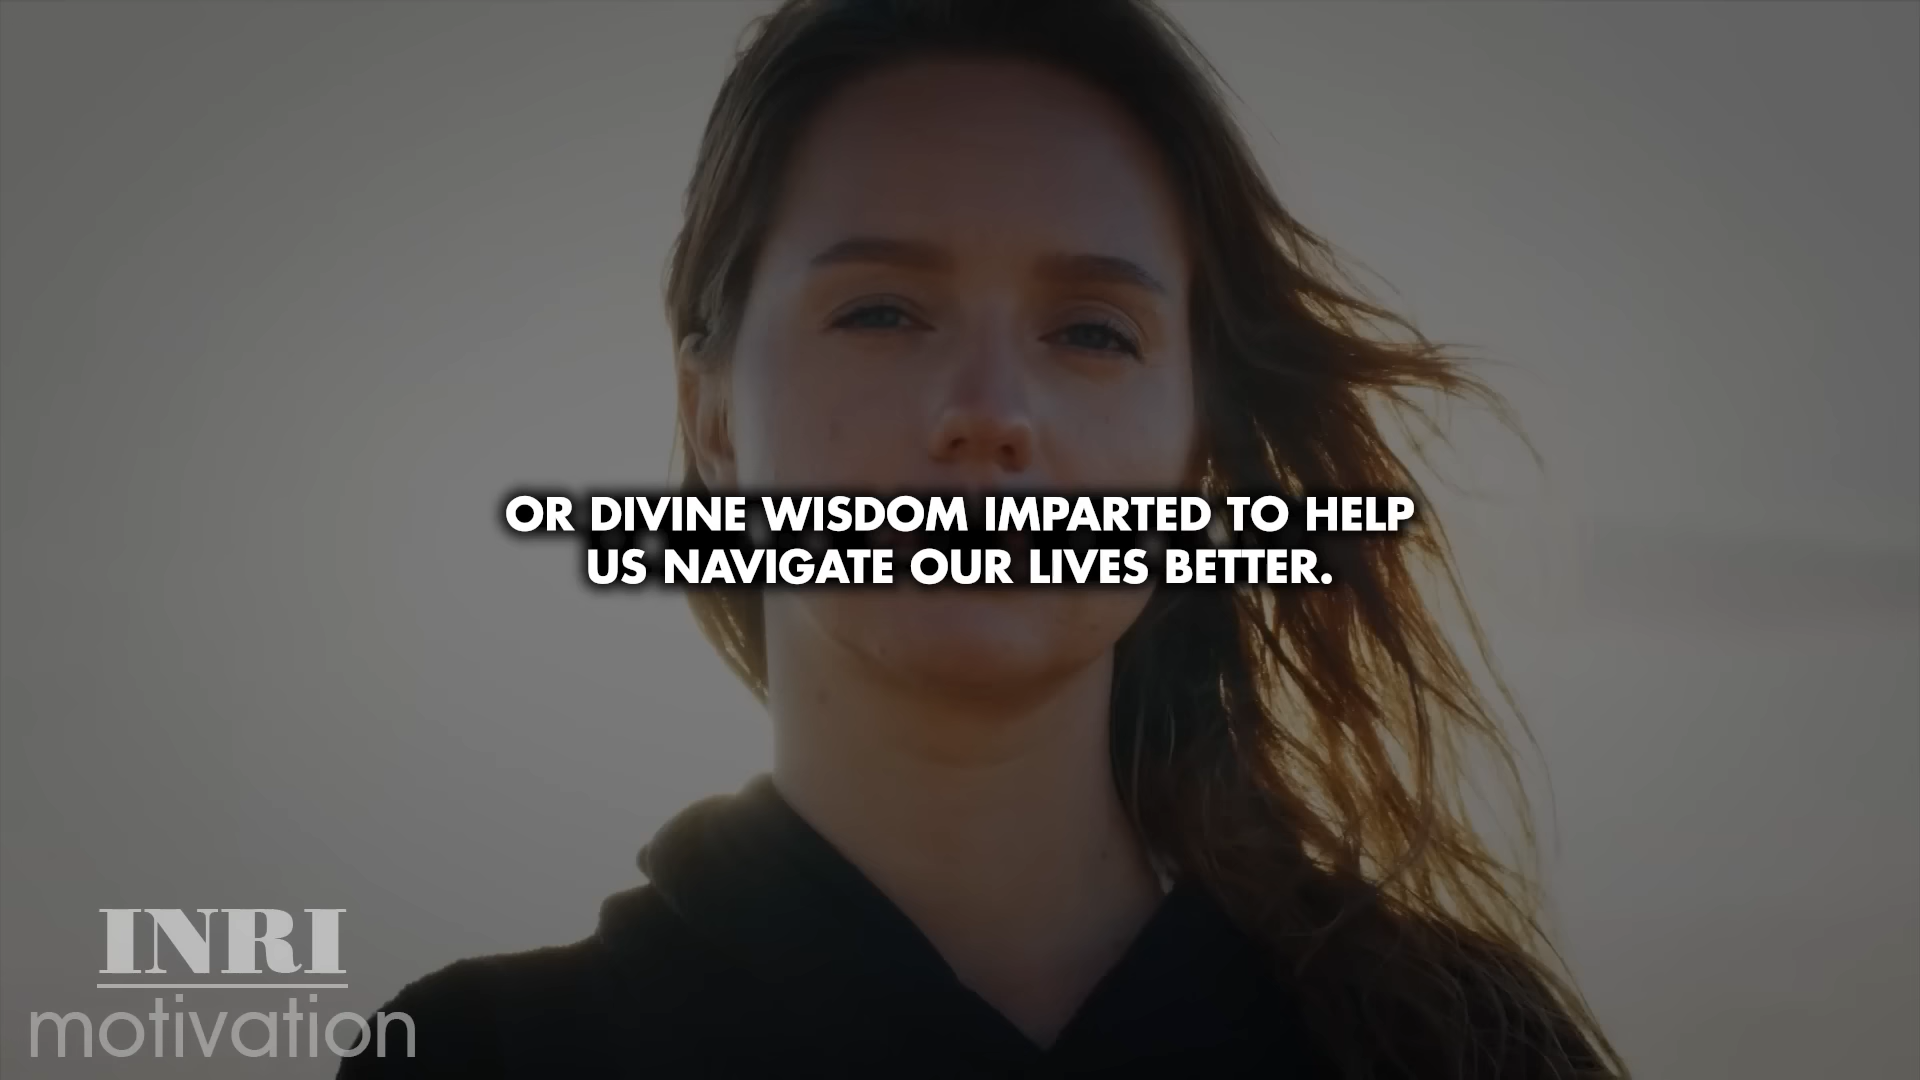 OR DIVINE WISDOM IMPARTED TO HELP
US NAVIGATE OUR LIVES BETTER.
INRI
motivation